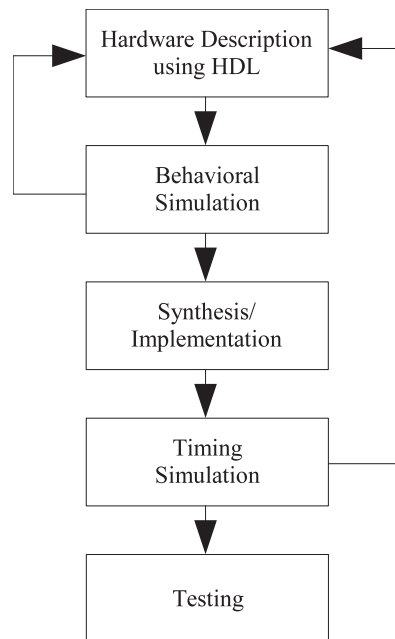 Hardware Description
using HDL
Behavioral
Simulation
Synthesis/
Implementation
Timing
Simulation
Testing